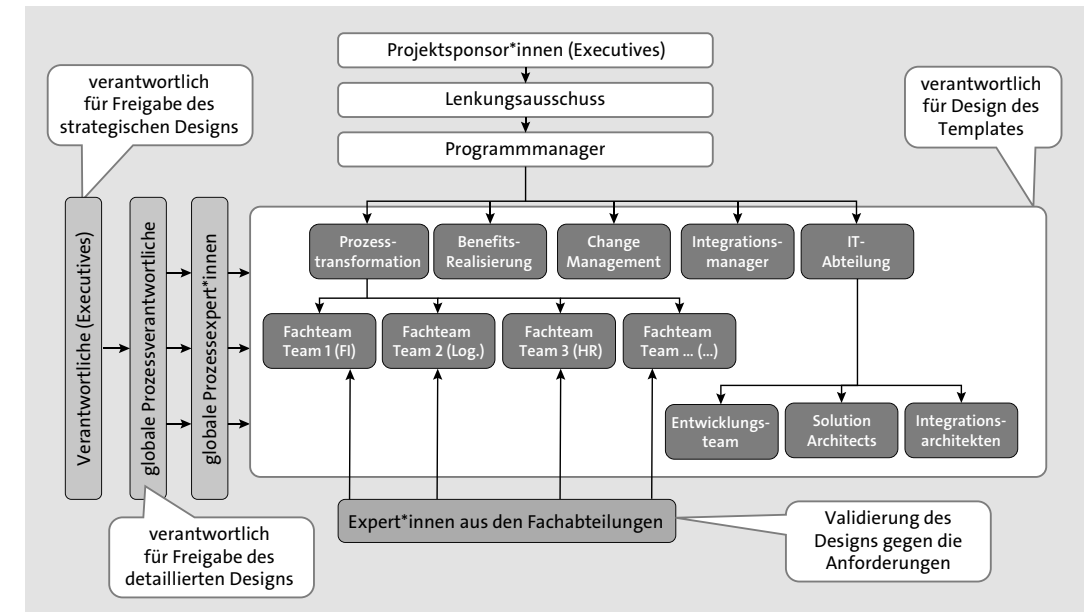 Projektsponsor*innen (Executives)
Lenkungsausschuss
Programmmanager
verantwortlich
für Freigabe des
strategischen Designs
verantwortlich
für Design des
Templates
Verantwortliche (Executives)
globale Prozessverantwortliche
globale Prozessexpert*innen
Prozess-
transformation
Benefits-
Realisierung
Change
Management
Integrations-
manager
IT-
Abteilung
Fachteam
Team 1 (FI)
Fachteam
Team 2 (Log.)
Fachteam
Team 3 (HR)
Fachteam
Team ... (...)
Entwicklungs-
team
Solution
Architects
Integrations-
architekten
Expert*innen aus den Fachabteilungen
verantwortlich
für Freigabe des
detaillierten Designs
Validierung des
Designs gegen die
Anforderungen